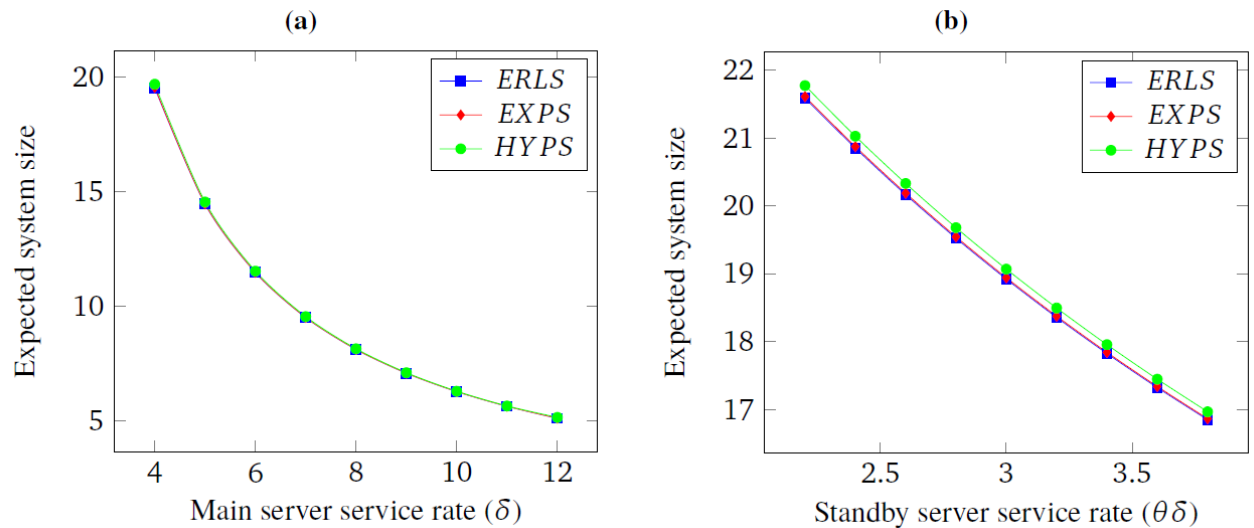 (a)
20
15
10
5
4
6
8
10
12
Expected system size
Main server service rate (δ)
ERLS
EXPS
HYPS
(b)
22
21
20
19
18
17
2.5
3
3.5
Expected system size
Standby server service rate (θδ)
ERLS
EXPS
HYPS